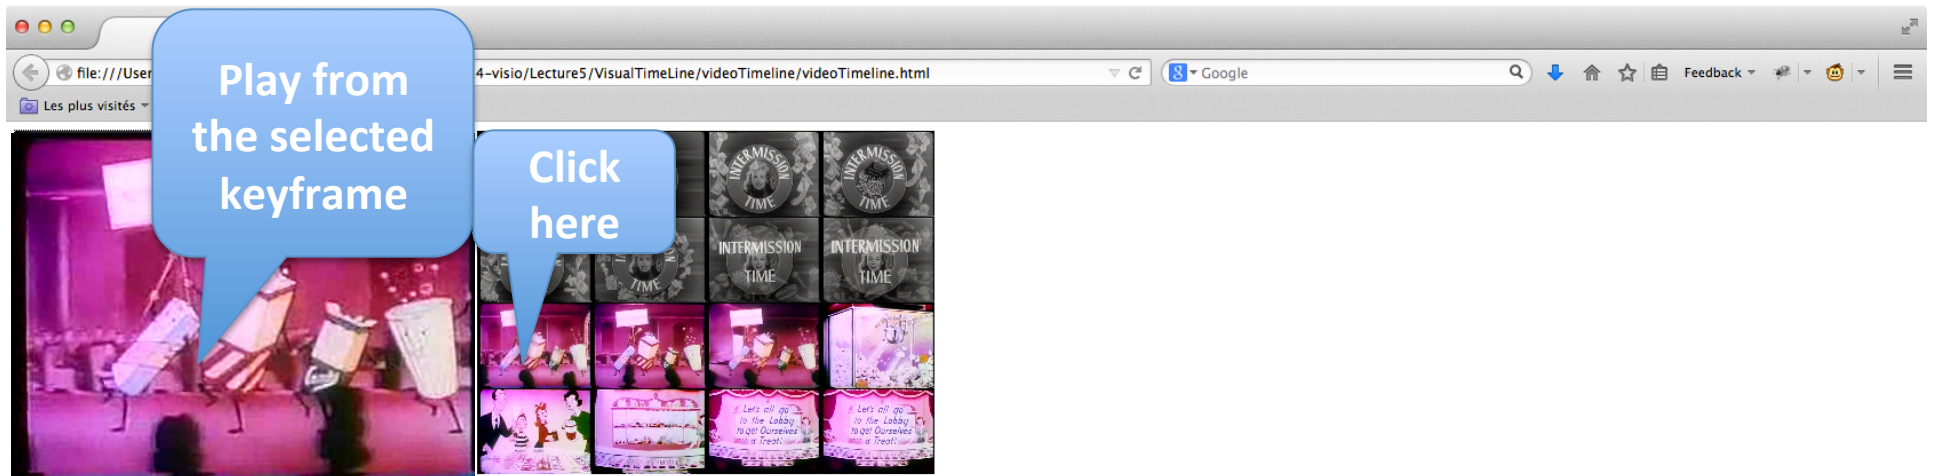 file:///User
4-visio/Lecture5/VisualTimeLine/videoTimeline/videoTimeline.html
8
Google
Feedback
Les plus visités
Play from
the selected
keyframe
Click
here
INTERMISSION
TIME
INTERMISSION
TIME
TIME
INTERMISSION
TIME
INTERMISSION
TIME
Let's all go
to the Lobby
to get Ourselves
a Treat!
Let's all go
to the Lobby
to get Ourselves
a Treat!